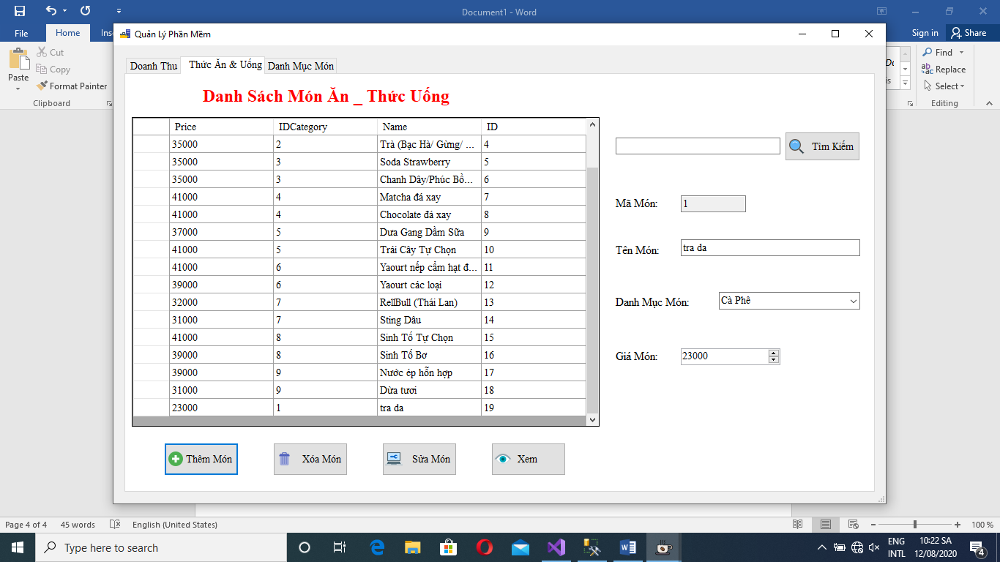 Document1 - Word
File Home Ins
Sign in Share
Paste
Cut
Copy
Format Painter
Clipboard
Find
Replace
Select
Editing
Quản Lý Phần Mềm
Doanh Thu Thức Ăn & Uống Danh Mục Món
Danh Sách Món Ăn _ Thức Uống
Price IDCategory Name ID
35000 2 Trà (Bạc Hà/ Gừng/ ... 4
35000 3 Soda Strawberry 5
35000 3 Chanh Dây/Phúc Bồ... 6
41000 4 Matcha đá xay 7
41000 4 Chocolate đá xay 8
37000 5 Dưa Gang Dầm Sữa 9
41000 5 Trái Cây Tự Chọn 10
41000 6 Yaourt nếp cẩm hạt đ... 11
39000 6 Yaourt các loại 12
32000 7 RellBull (Thái Lan) 13
31000 7 Sting Dâu 14
41000 8 Sinh Tố Tự Chọn 15
39000 8 Sinh Tố Bơ 16
39000 9 Nước ép hỗn hợp 17
31000 9 Dừa tươi 18
23000 1 tra da 19
Tìm Kiếm
Mã Món: 1
Tên Món: tra da
Danh Mục Món: Cà Phê
Giá Món: 23000
Thêm Món Xóa Món Sửa Món Xem
Page 4 of 4 45 words English (United States) 100 %
Type here to search
ENG
INTL
10:22 SA
12/08/2020
4